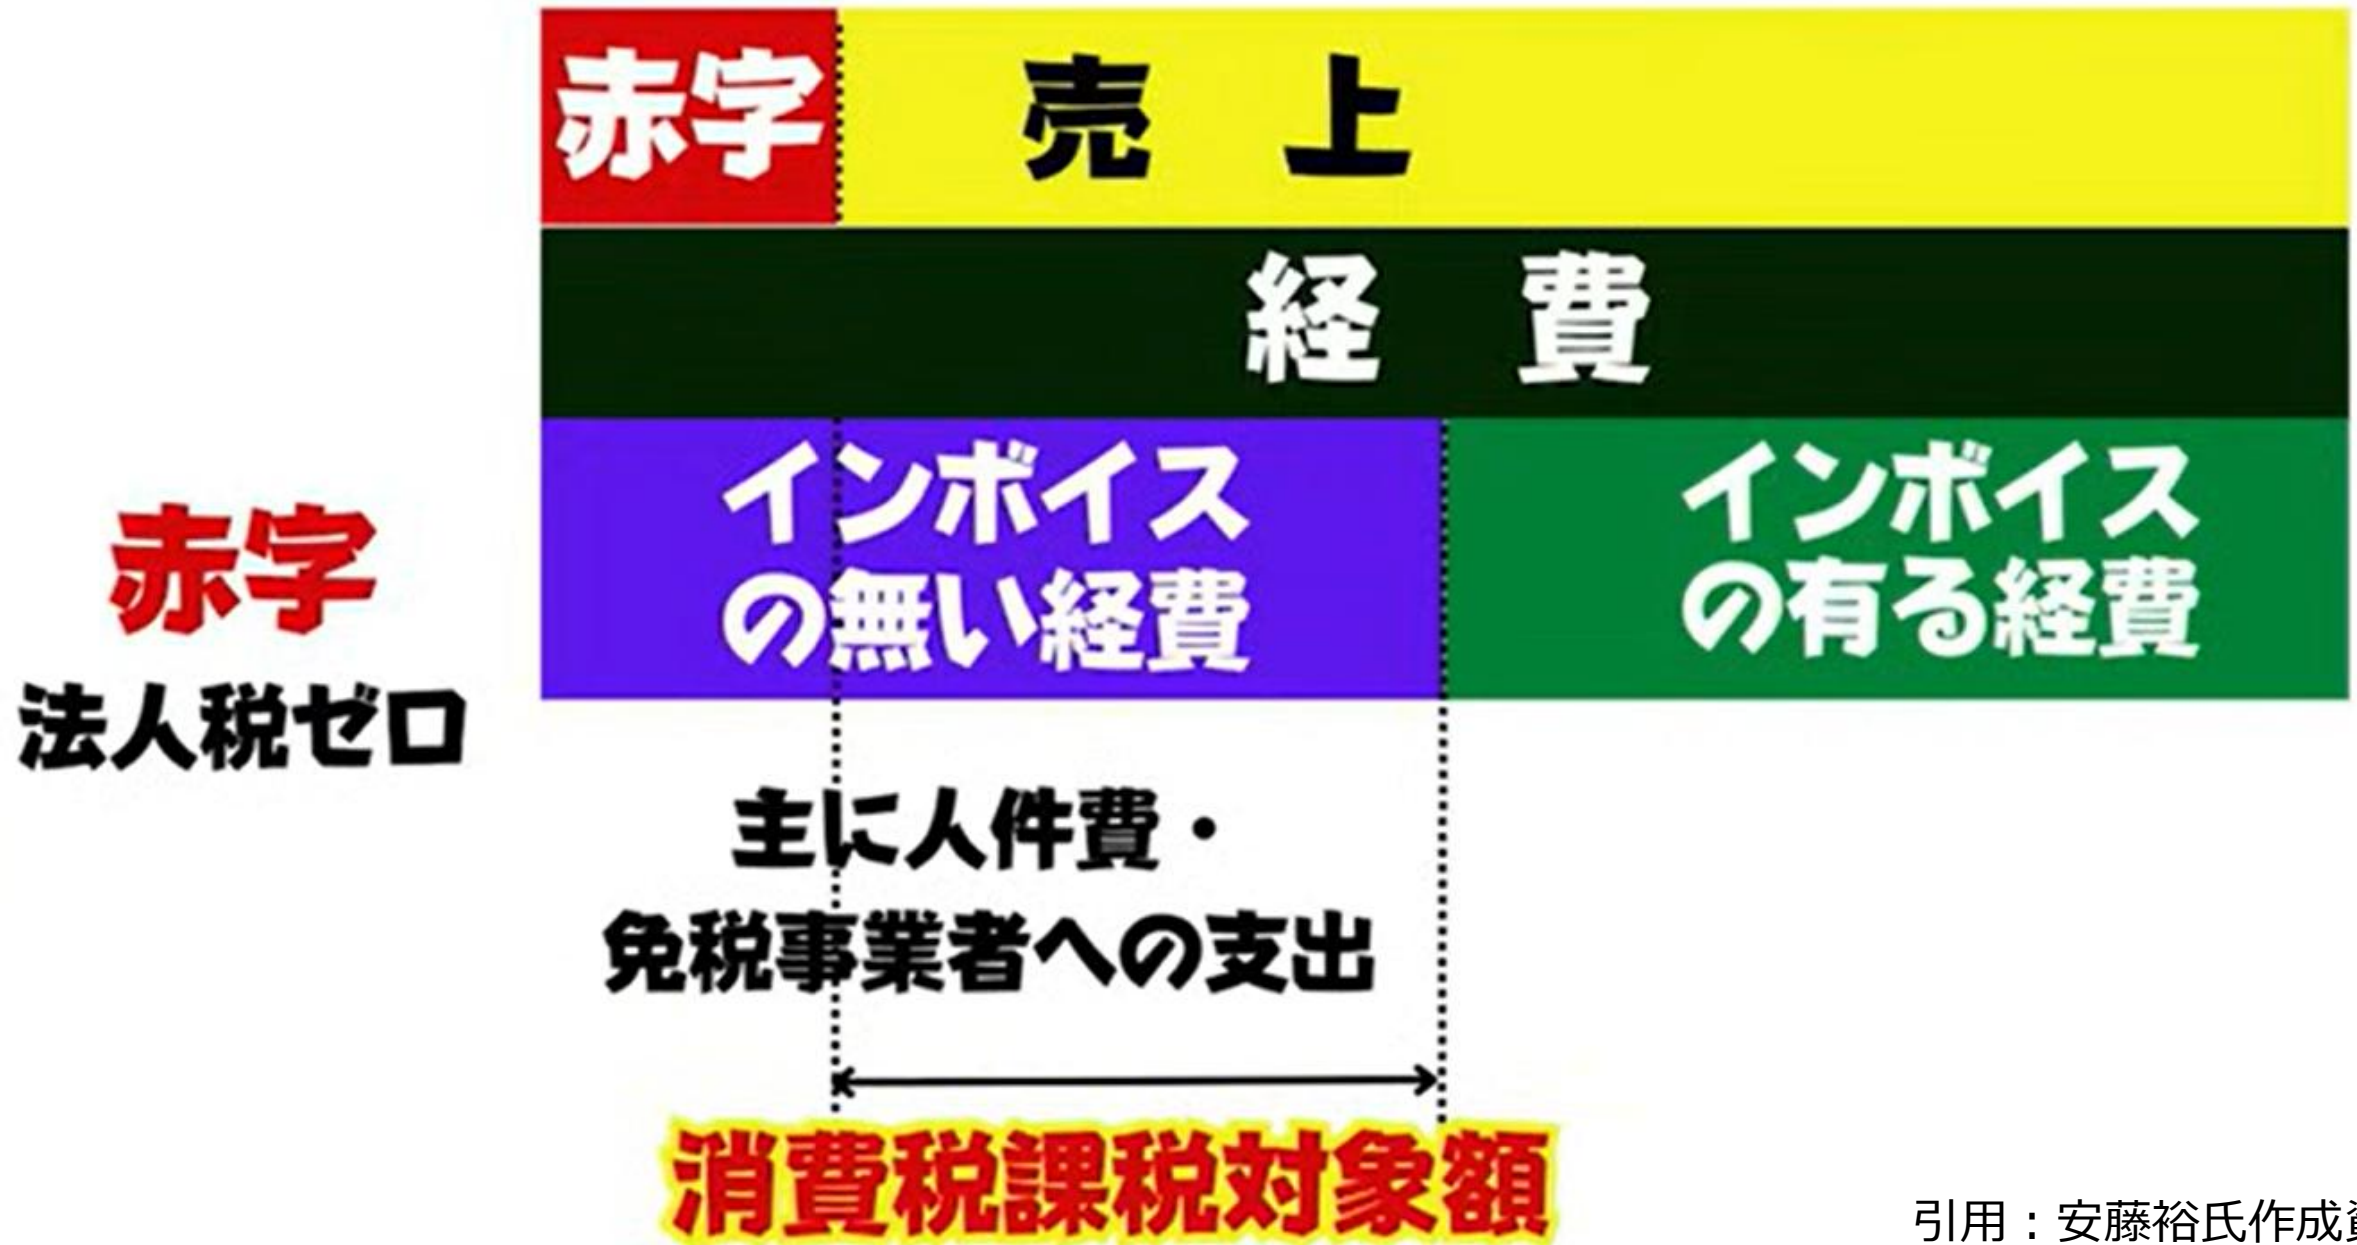 赤字
売上
経費
インボイス
の無い経費
インボイス
の有る経費
赤字
法人税ゼロ
主に人件費・
免税事業者への支出
消費税課税対象額
引用：安藤裕氏作成